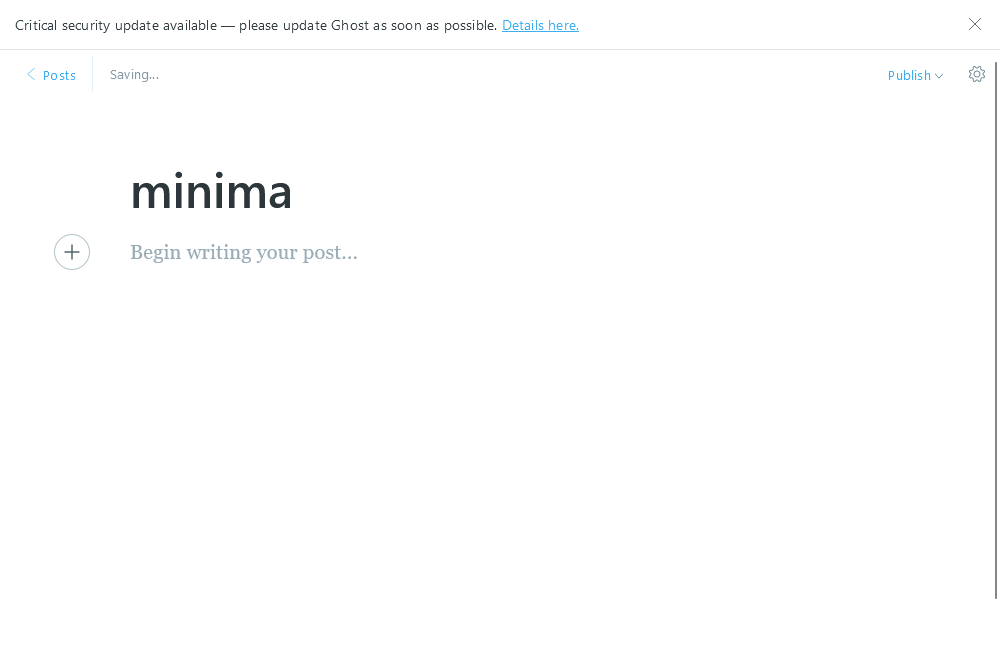 Critical security update available — please update Ghost as soon as possible. Details here.
Posts
Saving...
Publish
minima
Begin writing your post...